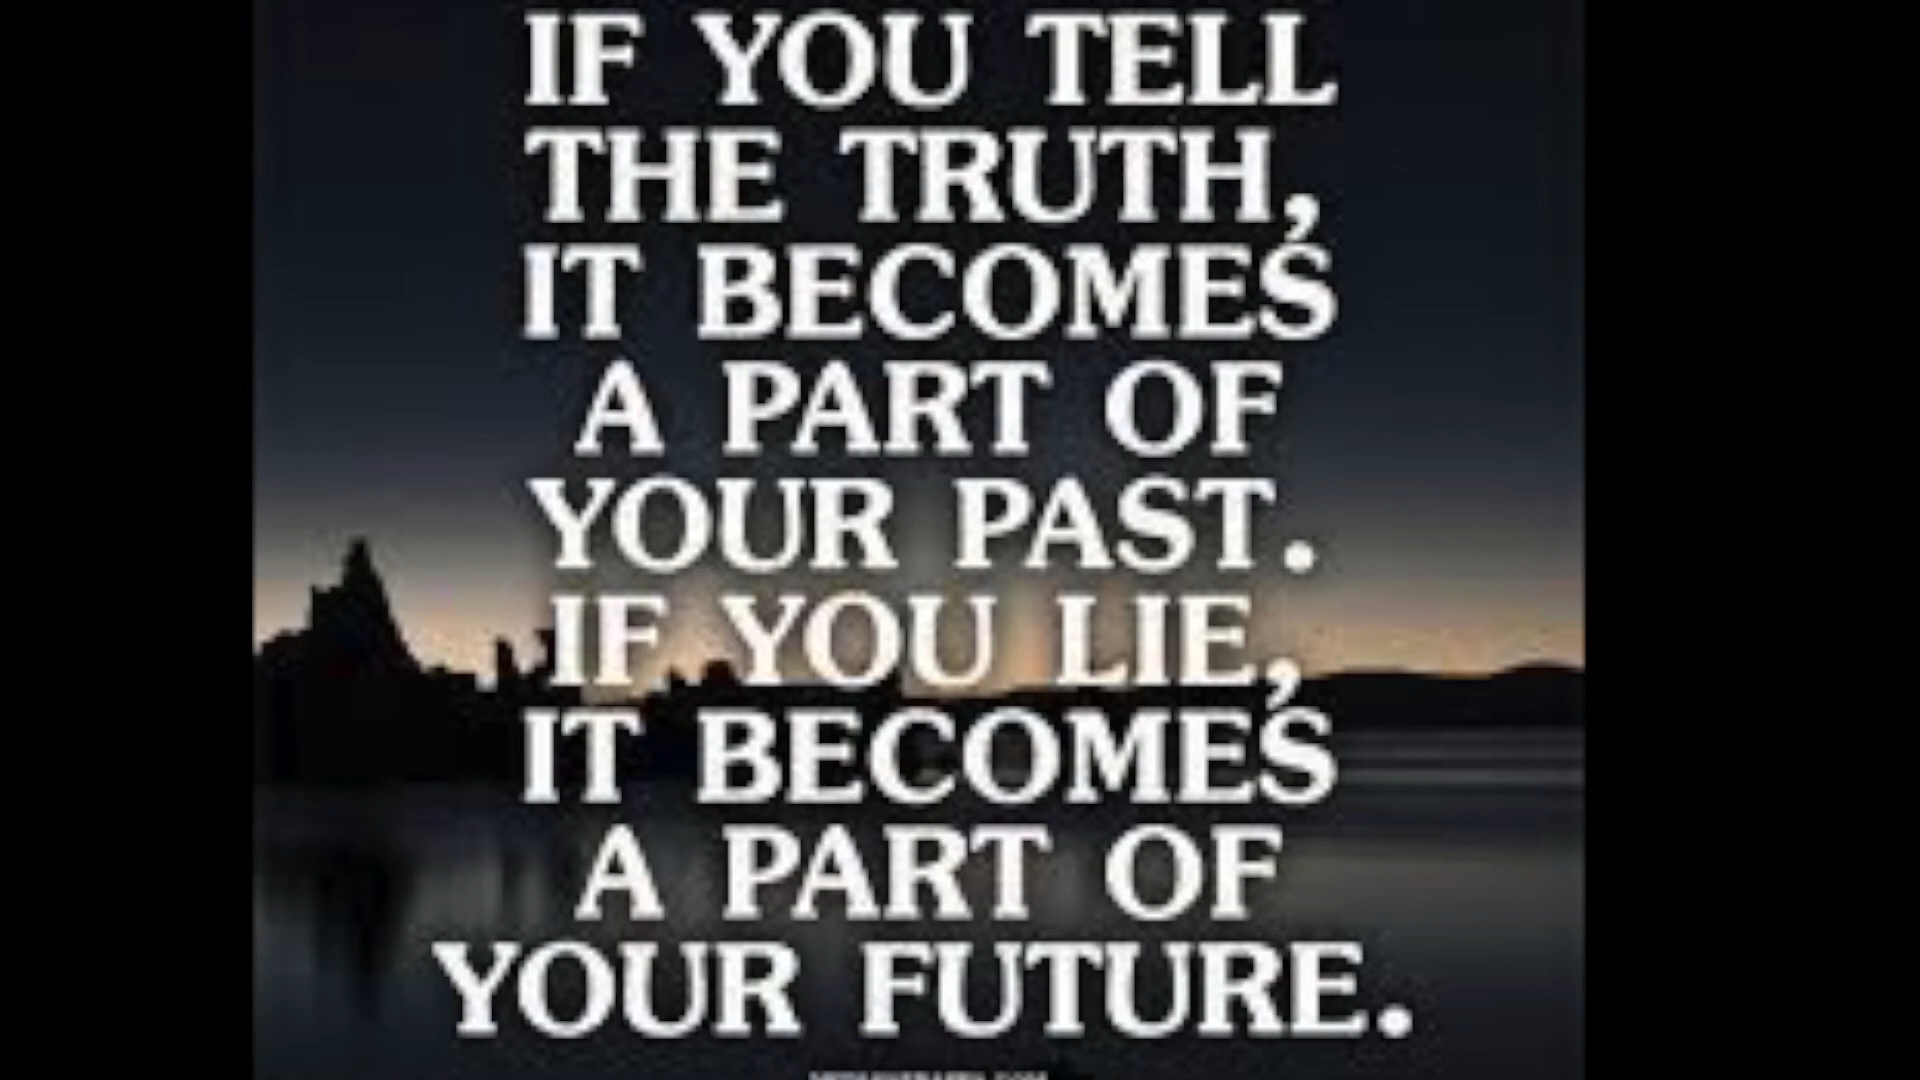 IF YOU TELL
THE TRUTH,
IT BECOMES
A PART OF
YOUR PAST.
IF YOU LIE,
IT BECOMES
A PART OF
YOUR FUTURE.